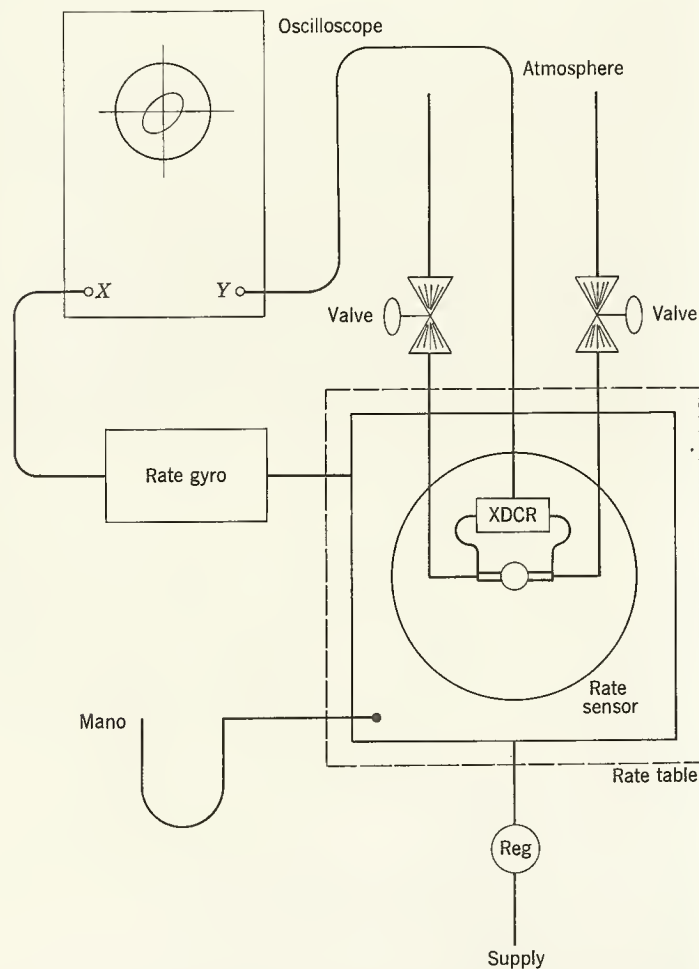 Oscilloscope
Atmosphere
X
Y
Valve
Valve
Rate gyro
XDCR
Rate
sensor
Mano
Rate table
Reg
Supply